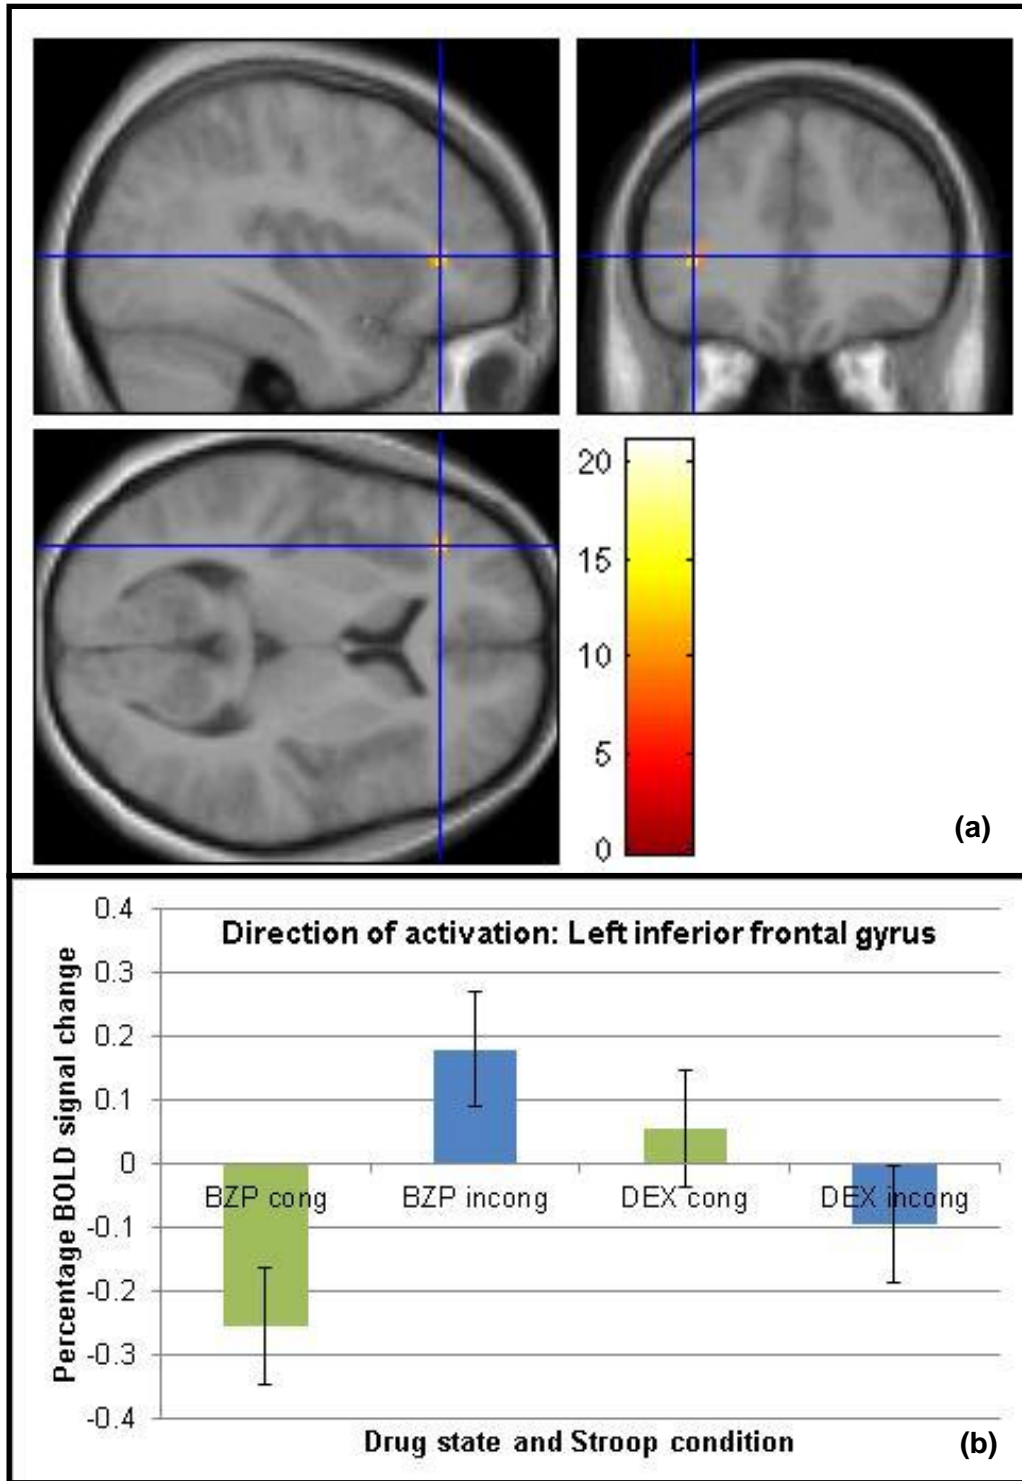 20
15
10
5
0
(a)
Direction of activation: Left inferior frontal gyrus
Percentage BOLD signal change
0.4
0.3
0.2
0.1
0
-0.1
-0.2
-0.3
-0.4
BZP cong
BZP incong
DEX cong
DEX incong
Drug state and Stroop condition
(b)